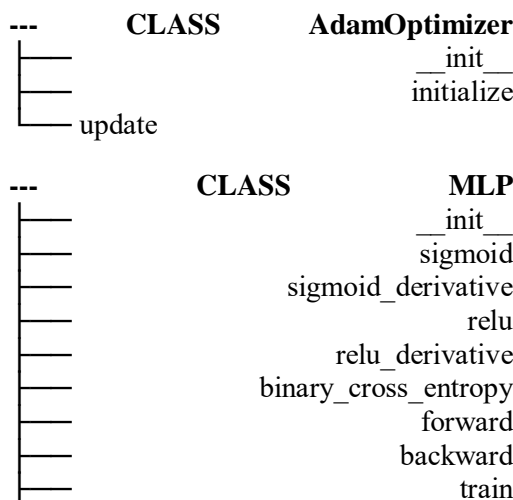 --- CLASS AdamOptimizer
├── __init__
├── initialize
└── update
--- CLASS MLP
├── __init__
├── sigmoid
├── sigmoid_derivative
├── relu
├── relu_derivative
├── binary_cross_entropy
├── forward
├── backward
├── train